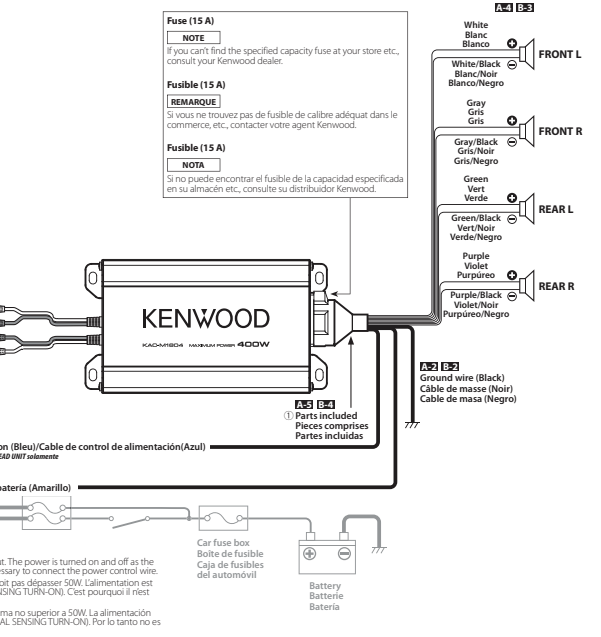 Fuse (15 A)
NOTE
If you can't find the specified capacity fuse at your store etc.,
consult your Kenwood dealer.
Fusible (15 A)
REMARQUE
Si vous ne trouvez pas de fusible de calibre adéquat dans le
commerce, etc., contacter votre agent Kenwood.
Fusible (15 A)
NOTA
Si no puede encontrar el fusible de la capacidad especificada
en su almacén etc., consulte su distribuidor Kenwood.
A-4 B-3
White
Blanc
Blanco
White/Black
Blanc/Noir
Blanco/Negro
FRONT L
Gray
Gris
Gris
Gray/Black
Gris/Noir
Gris/Negro
FRONT R
Green
Vert
Verde
Green/Black
Vert/Noir
Verde/Negro
REAR L
Purple
Violet
Purpúreo
Purple/Black
Violet/Noir
Purpúreo/Negro
REAR R
KENWOOD
KAC-M1804 MAXIMUM POWER 400W
A-2 B-2
Ground wire (Black)
Câble de masse (Noir)
Cable de masa (Negro)
A-5 B-4
① Parts included
Pieces comprises
Partes incluidas
on (Bleu)/Cable de control de alimentación(Azul)
EAD UNIT solamente
batería (Amarillo)
Car fuse box
Boîte de fusible
Caja de fusibles
del automóvil
Battery
Batterie
Batería
t. The power is turned on and off as the
ssary to connect the power control wire.
oit pas dépasser 50W. L'alimentation est
SING TURN-ON). C'est pourquoi il n'est
ma no superior a 50W. La alimentación
AL SENSING TURN-ON). Por lo tanto no es